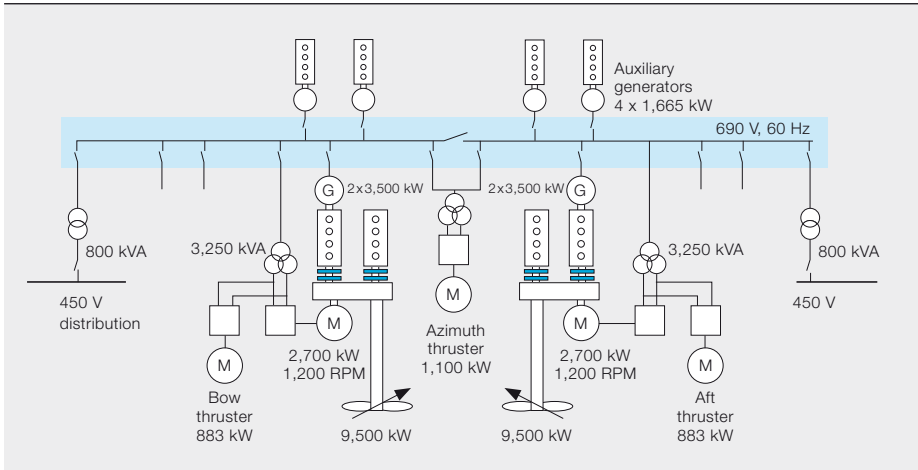 Auxiliary
generators
4 x 1,665 kW
690 V, 60 Hz
G
2x3,500 kW
2x3,500 kW
G
800 kVA
3,250 kVA
3,250 kVA
800 kVA
450 V
distribution
M
M
Azimuth
thruster
1,100 kW
M
450 V
2,700 kW
1,200 RPM
2,700 kW
1,200 RPM
M
Bow
thruster
883 kW
M
Aft
thruster
883 kW
9,500 kW
9,500 kW